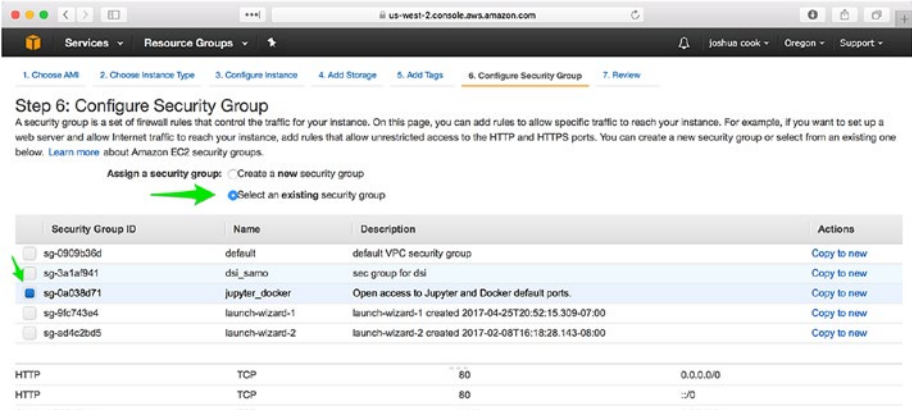 us-west-2.console.aws.amazon.com
Services Resource Groups joshua cook Oregon Support
1. Choose AMI 2. Choose Instance Type 3. Configure Instance 4. Add Storage 5. Add Tags 6. Configure Security Group 7. Review
Step 6: Configure Security Group
A security group is a set of firewall rules that control the traffic for your instance. On this page, you can add rules to allow specific traffic to reach your instance. For example, if you want to set up a
web server and allow Internet traffic to reach your instance, add rules that allow unrestricted access to the HTTP and HTTPS ports. You can create a new security group or select from an existing one
below. Learn more about Amazon EC2 security groups.
Assign a security group: Create a new security group
Select an existing security group
Security Group ID Name Description Actions
sg-0909b36d default default VPC security group Copy to new
sg-3a1af941 dsi_samo sec group for dsi Copy to new
sg-0a038d71 jupyter_docker Open access to Jupyter and Docker default ports. Copy to new
sg-9fc743e4 launch-wizard-1 launch-wizard-1 created 2017-04-25T20:52:15.309-07:00 Copy to new
sg-ad4c2bd5 launch-wizard-2 launch-wizard-2 created 2017-02-08T16:18:28.143-08:00 Copy to new
HTTP TCP 80 0.0.0.0/0
HTTP TCP 80 ::/0